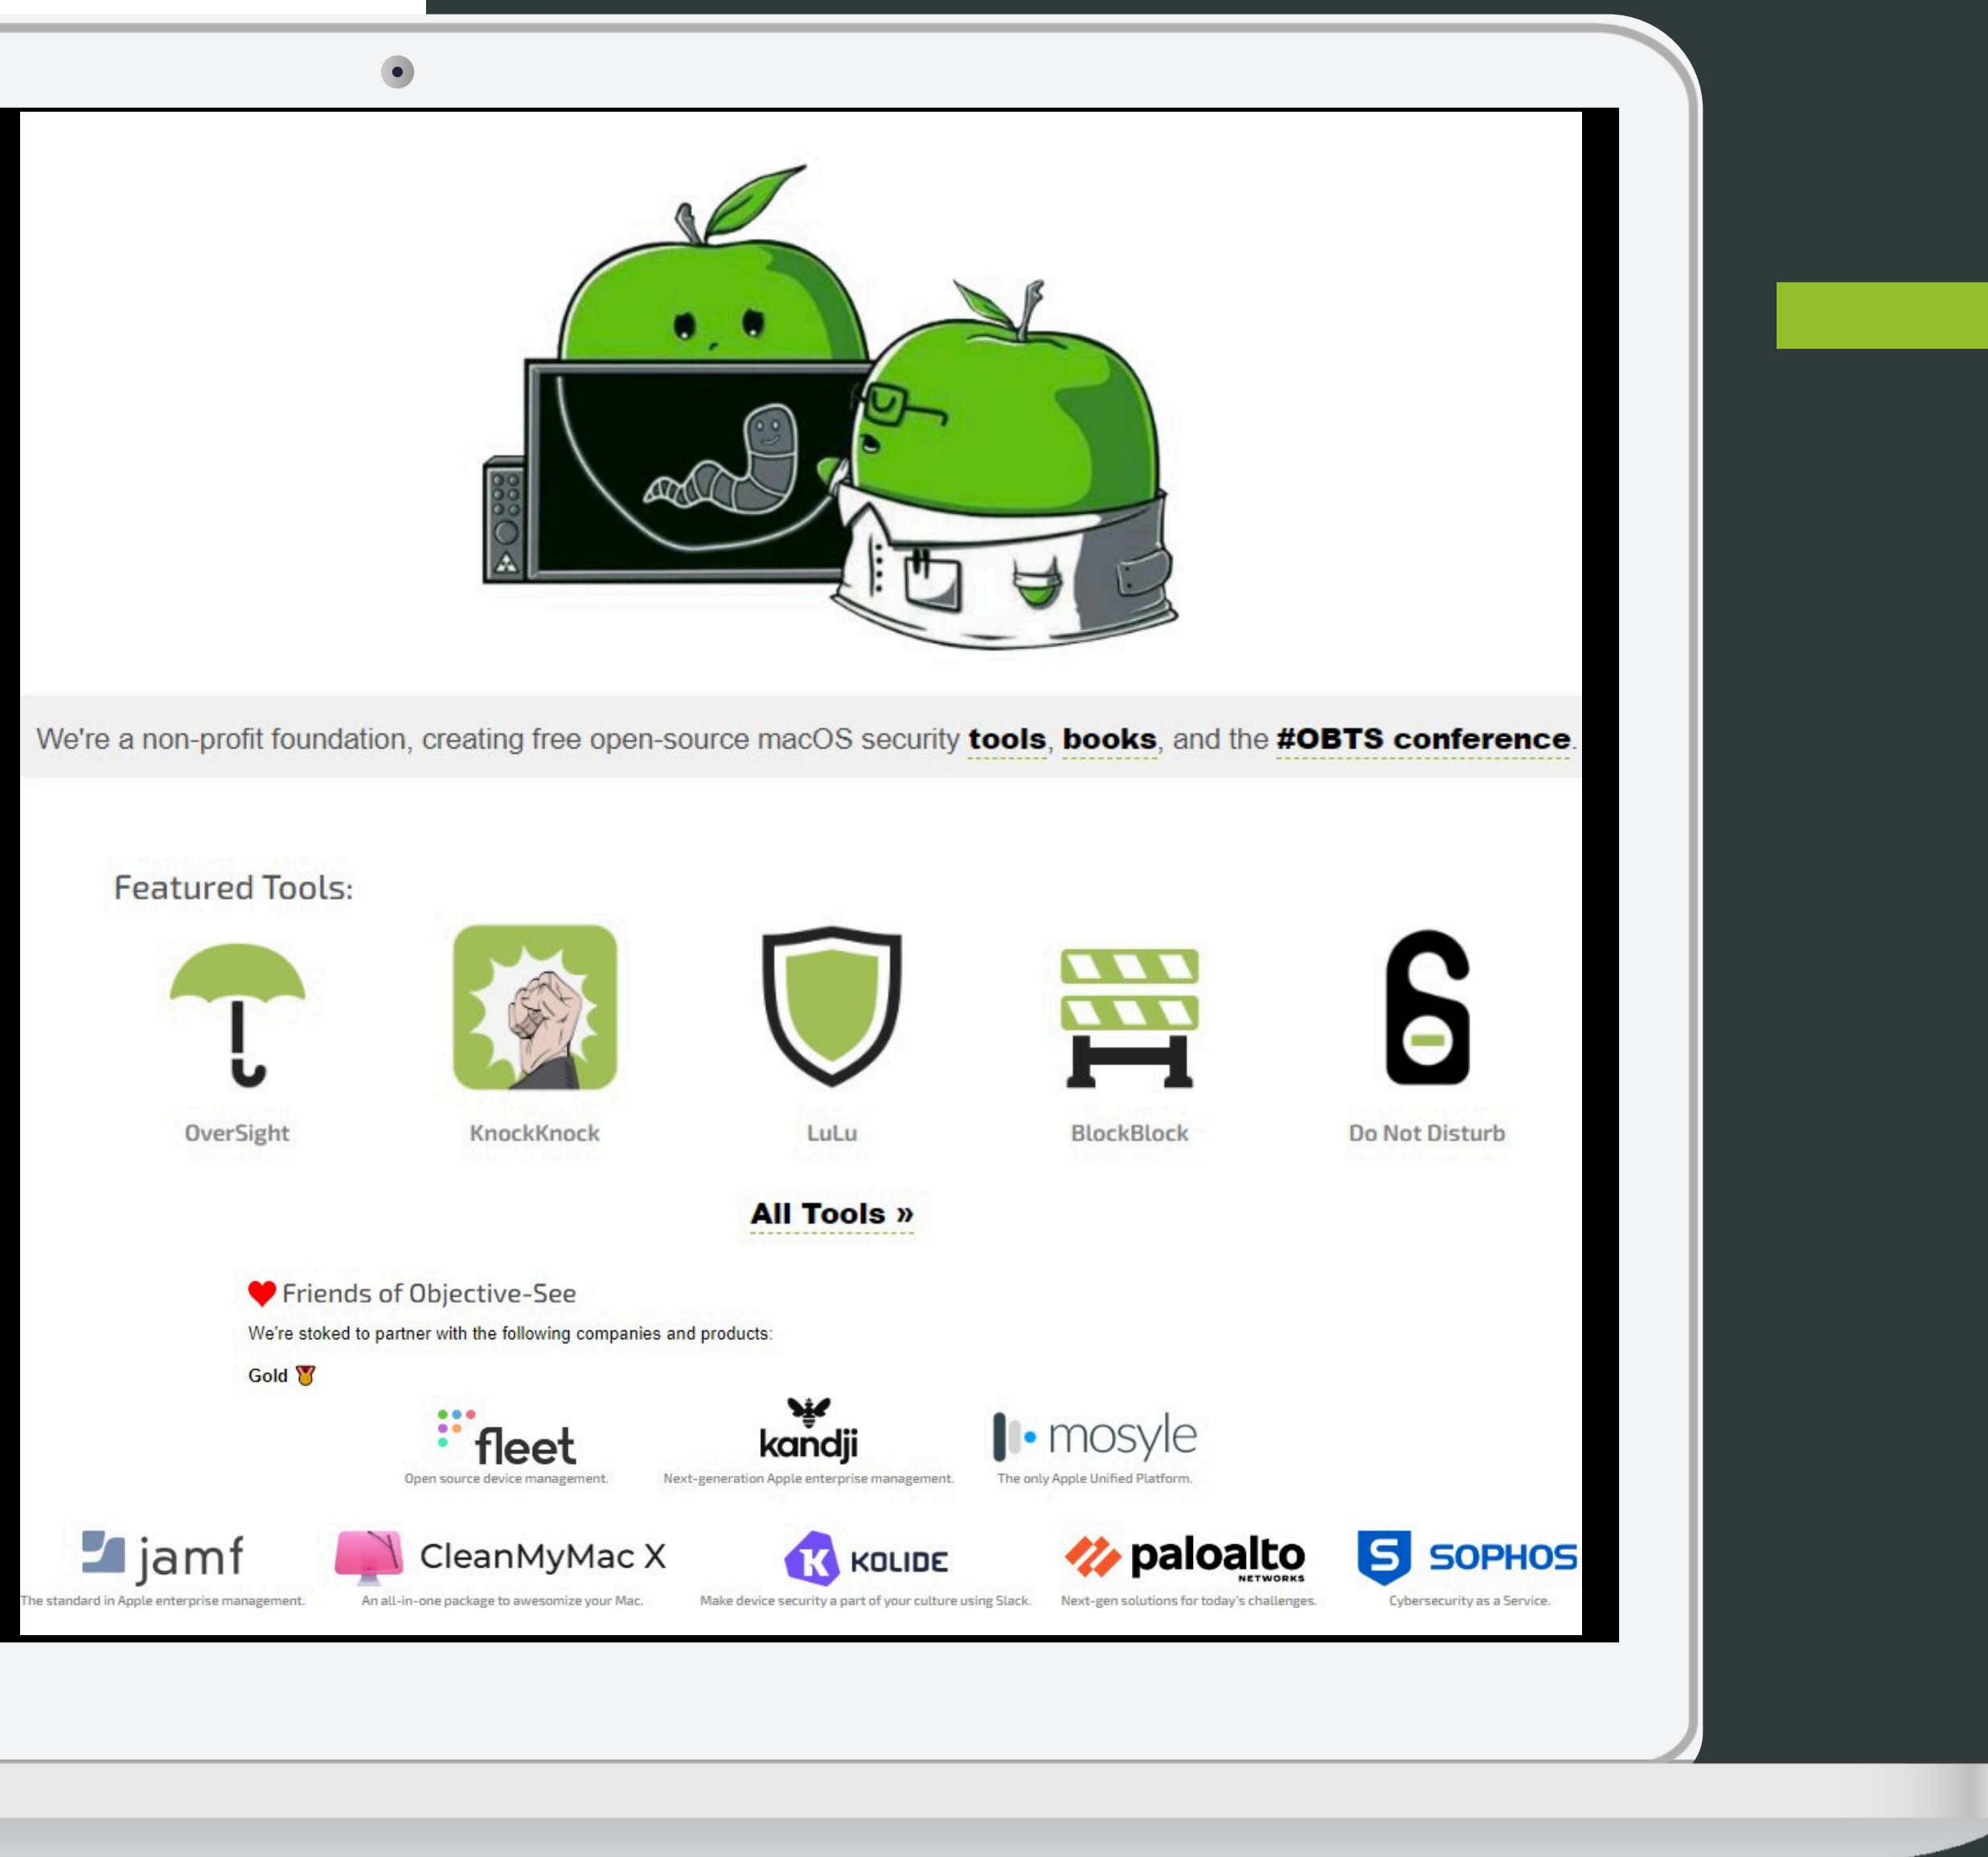 We're a non-profit foundation, creating free open-source macOS security tools, books, and the #OBTS conference.
Featured Tools:
OverSight
KnockKnock
LuLu
BlockBlock
Do Not Disturb
All Tools »
Friends of Objective-See
We're stoked to partner with the following companies and products:
Gold
fleet
Open source device management.
kandji
Next-generation Apple enterprise management.
mosyle
The only Apple Unified Platform.
jamf
The standard in Apple enterprise management.
CleanMyMac X
An all-in-one package to awesomize your Mac.
K KOLIDE
Make device security a part of your culture using Slack.
paloalto
NETWORKS
Next-gen solutions for today's challenges.
S SOPHOS
Cybersecurity as a Service.